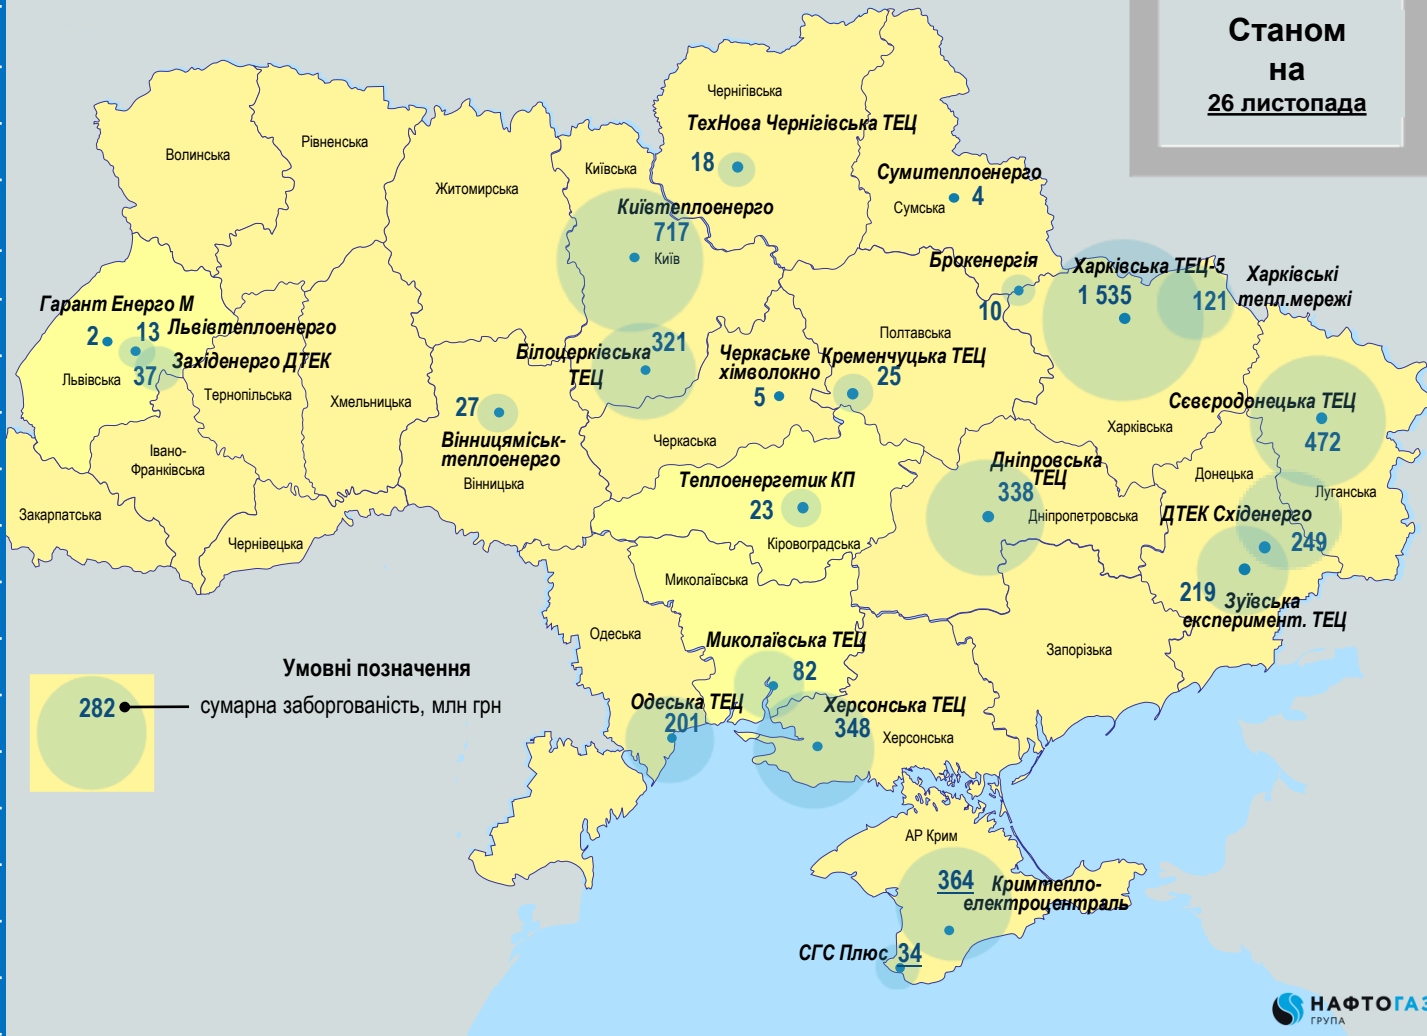 Станом
на
26 листопада
Чернігівська
ТехНова Чернігівська ТЕЦ
18
Волинська
Рівненська
Житомирська
Київська
Сумитеплоенерго
4
Сумська
Київтеплоенерго
717
Київ
Брокенергія
10
Харківська ТЕЦ-5
1 535
121
Харківські
тепл.мережі
Гарант Енерго М
2
13
Львівтеплоенерго
Західенерго ДТЕК
37
Львівська
Тернопільська
Хмельницька
Білоцерківська
ТЕЦ
321
Черкаське
хімволокно
5
Полтавська
Кременчуцька ТЕЦ
25
Сєвєродонецька ТЕЦ
472
27
Вінницяміськ-
теплоенерго
Вінницька
Черкаська
Харківська
Івано-
Франківська
Закарпатська
Чернівецька
Теплоенергетик КП
23
Кіровоградська
Дніпровська
ТЕЦ
338
Дніпропетровська
Донецька
Луганська
ДТЕК Східенерго
249
219
Зуївська
експеримент. ТЕЦ
Миколаївська
Одеська
Миколаївська ТЕЦ
82
Запорізька
Одеська ТЕЦ
201
Херсонська ТЕЦ
348
Херсонська
Умовні позначення
282
сумарна заборгованість, млн грн
АР Крим
364
Кримтепло-
електроцентраль
СГС Плюс
34
НАФТОГАЗ
ГРУПА